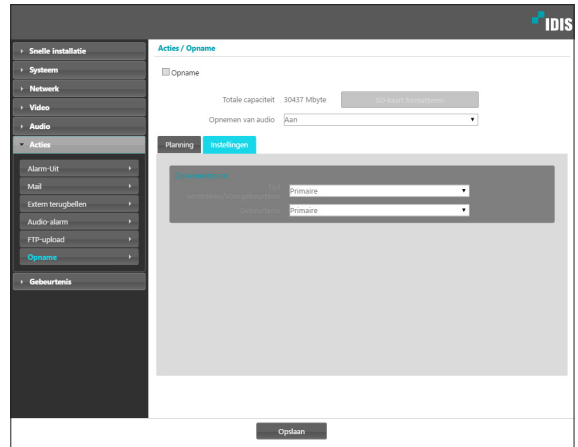 IDIS
Snelle installatie
Systeem
Netwerk
Video
Audio
Acties
Alarm-Uit
Mail
Extern terugbellen
Audio-alarm
FTP-upload
Opname
Gebeurtenis
Acties / Opname
Opname
Totale capaciteit 30437 Mbyte SD-kaart formatteren
Opnemen van audio Aan
Planning Instellingen
Primaire
Gebeurtenis Primaire
Opslaan